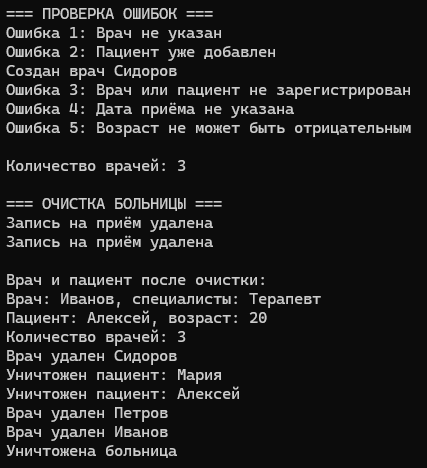 === ПРОВЕРКА ОШИБОК ===
Ошибка 1: Врач не указан
Ошибка 2: Пациент уже добавлен
Создан врач Сидоров
Ошибка 3: Врач или пациент не зарегистрирован
Ошибка 4: Дата приёма не указана
Ошибка 5: Возраст не может быть отрицательным
Количество врачей: 3
=== ОЧИСТКА БОЛЬНИЦЫ ===
Запись на приём удалена
Запись на приём удалена
Врач и пациент после очистки:
Врач: Иванов, специалисты: Терапевт
Пациент: Алексей, возраст: 20
Количество врачей: 3
Врач удален Сидоров
Уничтожен пациент: Мария
Уничтожен пациент: Алексей
Врач удален Петров
Врач удален Иванов
Уничтожена больница